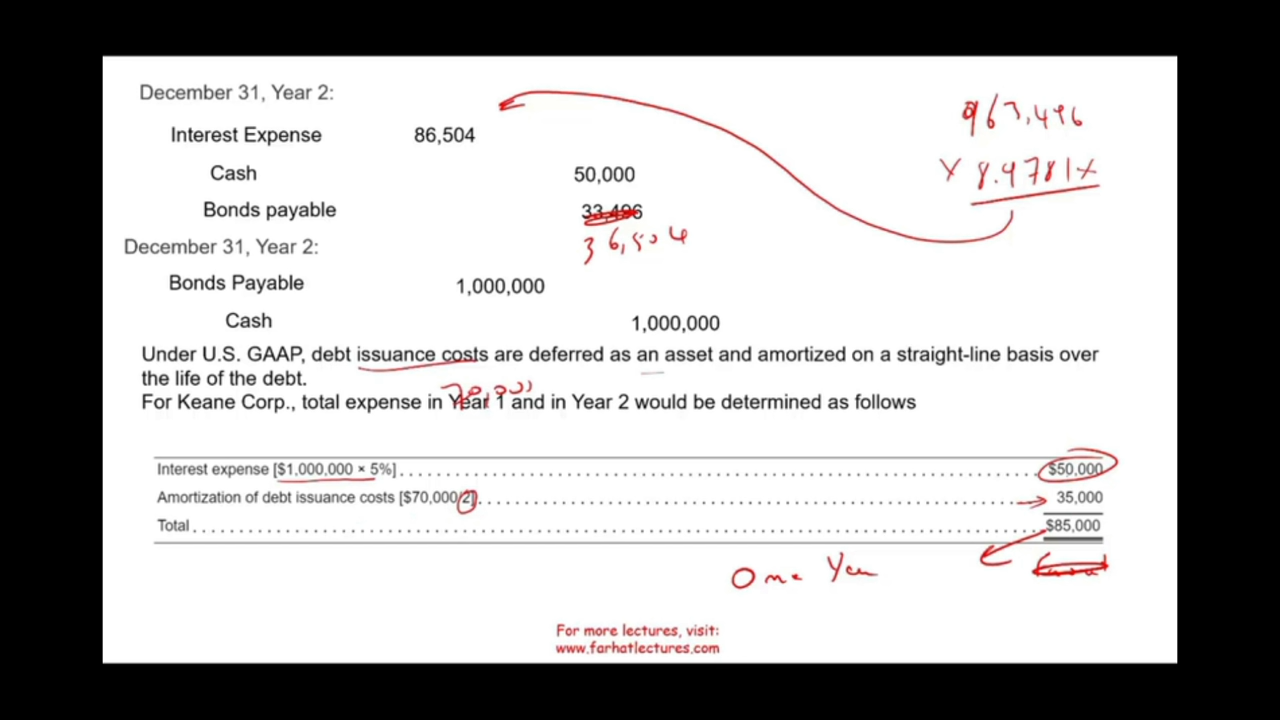 December 31, Year 2:
963,496
Interest Expense 86,504
Cash 50,000
× 8.9781%
Bonds payable 33,496
36,504
December 31, Year 2:
Bonds Payable 1,000,000
Cash 1,000,000
Under U.S. GAAP, debt issuance costs are deferred as an asset and amortized on a straight-line basis over
the life of the debt.
70,000
For Keane Corp., total expense in Year 1 and in Year 2 would be determined as follows
Interest expense [$1,000,000 × 5%] $50,000
Amortization of debt issuance costs [$70,000/2] 35,000
Total $85,000
One Year
For more lectures, visit:
www.farhatlectures.com